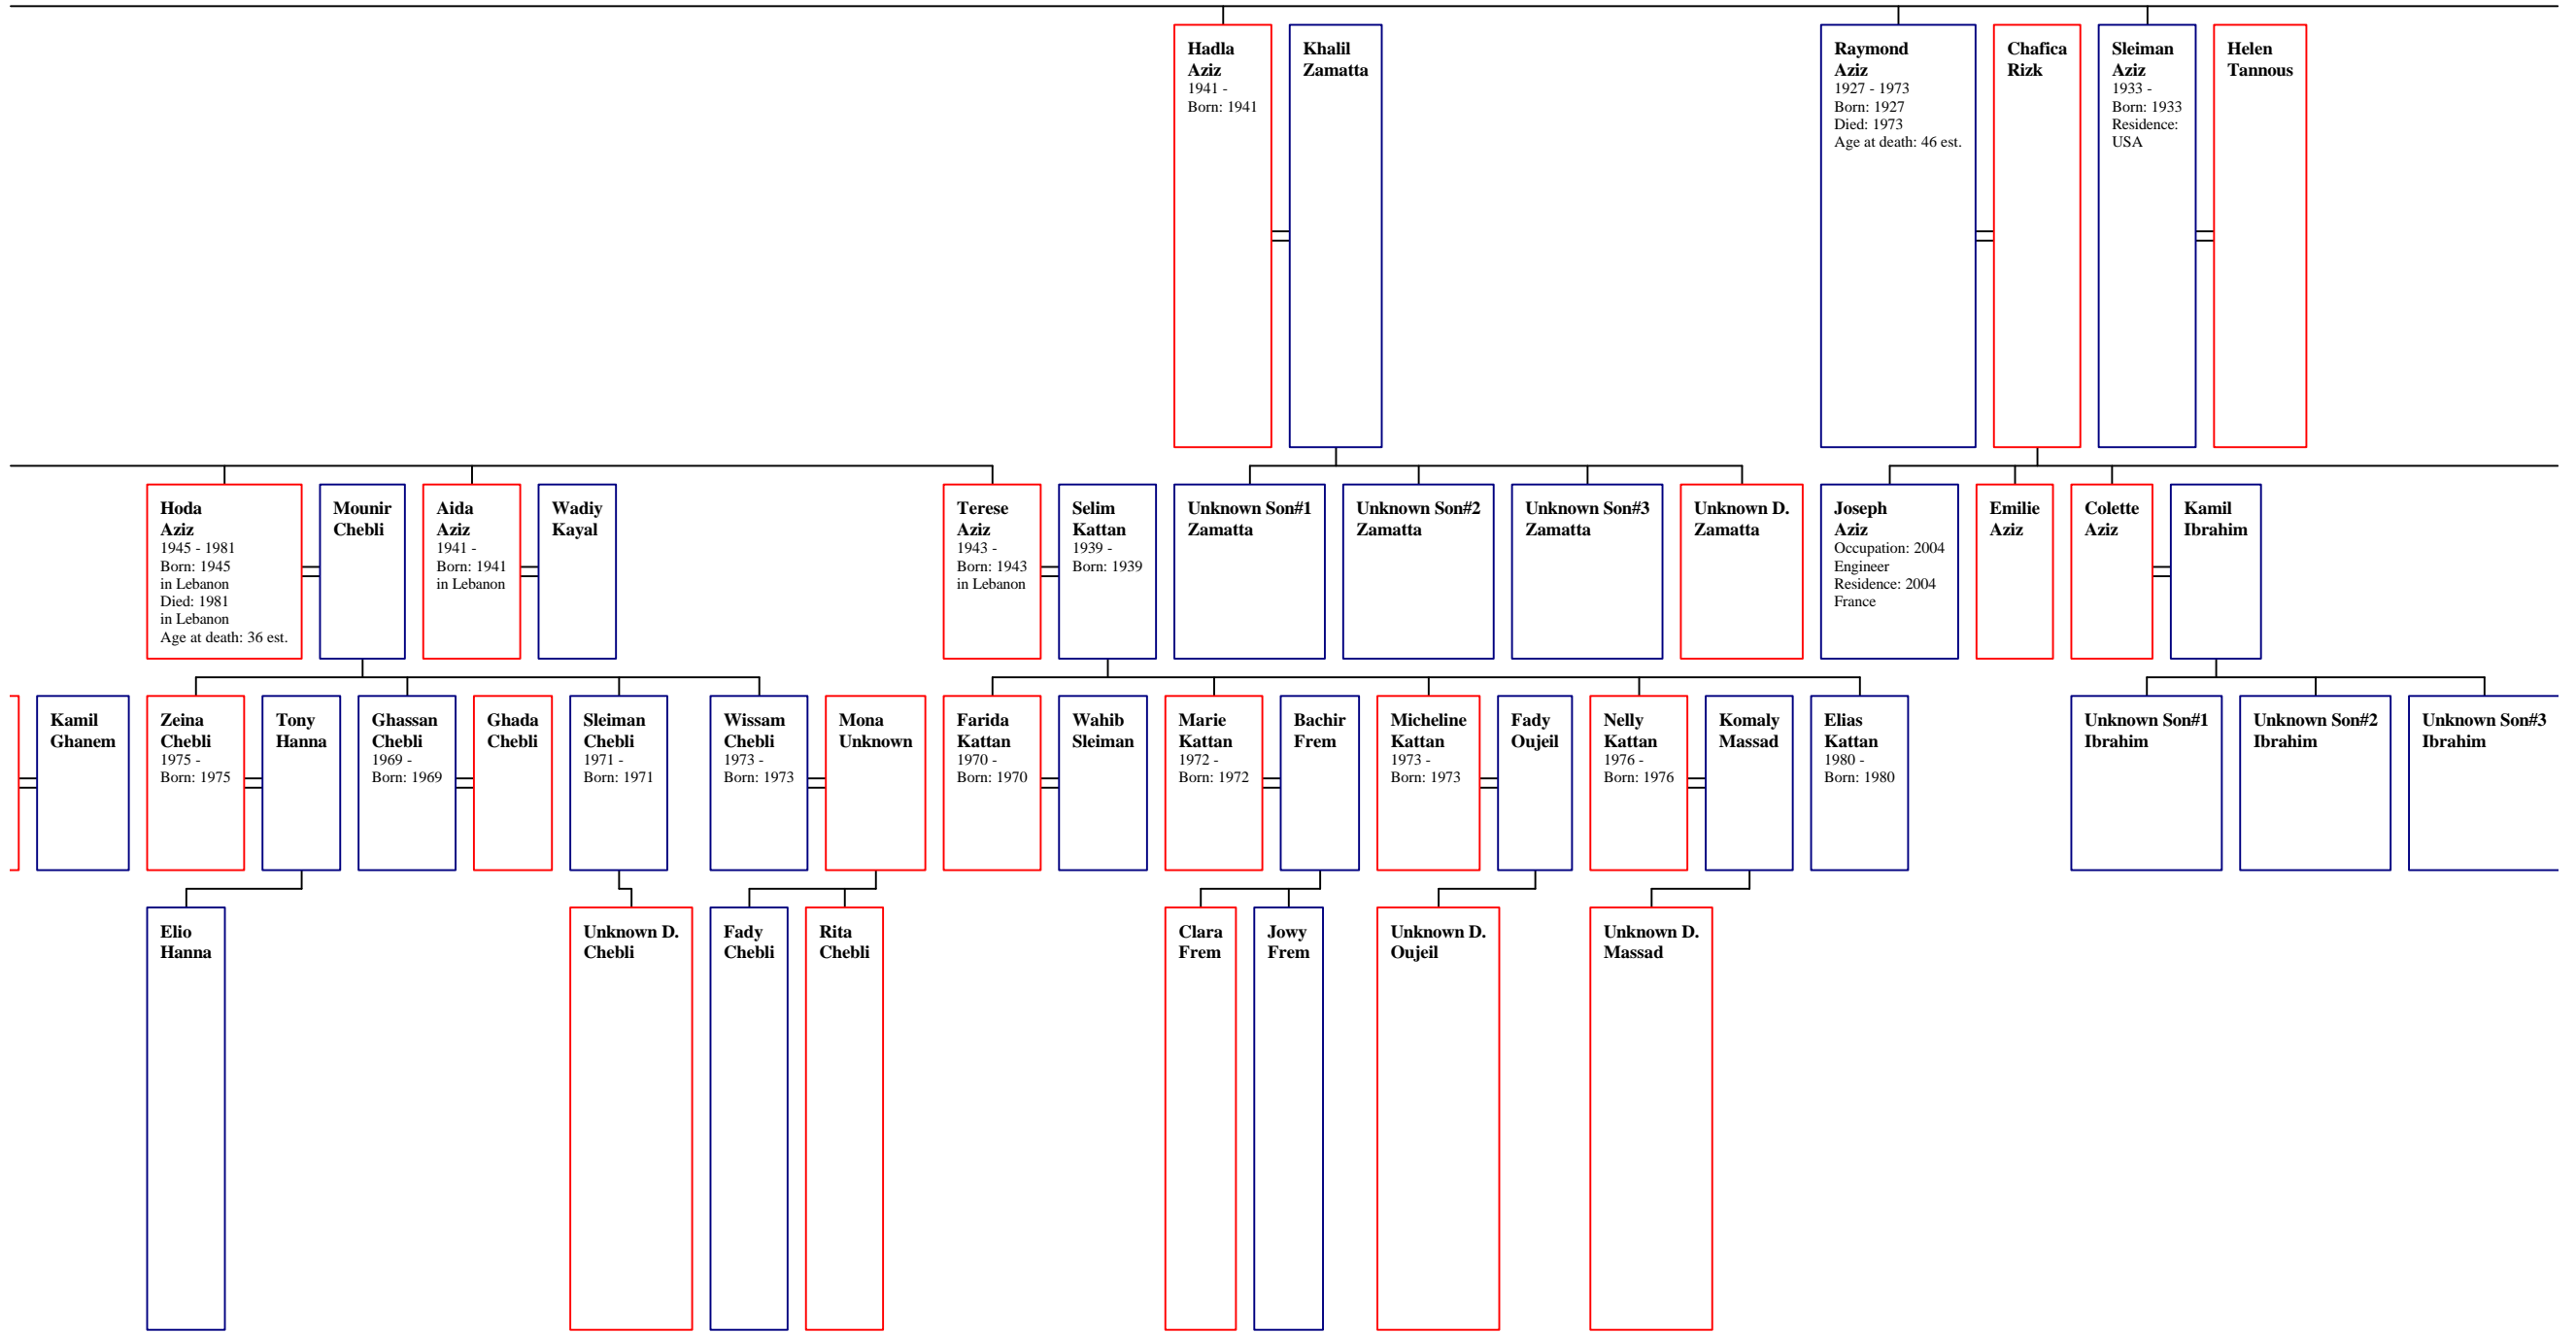 Hadla
Aziz
1941 -
Born: 1941
Khalil
Zamatta
Raymond
Aziz
1927 - 1973
Born: 1927
Died: 1973
Age at death: 46 est.
Chafica
Rizk
Sleiman
Aziz
1933 -
Born: 1933
Residence:
USA
Helen
Tannous
Hoda
Aziz
1945 - 1981
Born: 1945
in Lebanon
Died: 1981
in Lebanon
Age at death: 36 est.
Mounir
Chebli
Aida
Aziz
1941 -
Born: 1941
in Lebanon
Wadiy
Kayal
Terese
Aziz
1943 -
Born: 1943
in Lebanon
Selim
Kattan
1939 -
Born: 1939
Unknown Son#1
Zamatta
Unknown Son#2
Zamatta
Unknown Son#3
Zamatta
Unknown D.
Zamatta
Joseph
Aziz
Occupation: 2004
Engineer
Residence: 2004
France
Emilie
Aziz
Colette
Aziz
Kamil
Ibrahim
Kamil
Ghanem
Zeina
Chebli
1975 -
Born: 1975
Tony
Hanna
Ghassan
Chebli
1969 -
Born: 1969
Ghada
Chebli
Sleiman
Chebli
1971 -
Born: 1971
Wissam
Chebli
1973 -
Born: 1973
Mona
Unknown
Farida
Kattan
1970 -
Born: 1970
Wahib
Sleiman
Marie
Kattan
1972 -
Born: 1972
Bachir
Frem
Micheline
Kattan
1973 -
Born: 1973
Fady
Oujeil
Nelly
Kattan
1976 -
Born: 1976
Komaly
Massad
Elias
Kattan
1980 -
Born: 1980
Unknown Son#1
Ibrahim
Unknown Son#2
Ibrahim
Unknown Son#3
Ibrahim
Elio
Hanna
Unknown D.
Chebli
Fady
Chebli
Rita
Chebli
Clara
Frem
Jowy
Frem
Unknown D.
Oujeil
Unknown D.
Massad